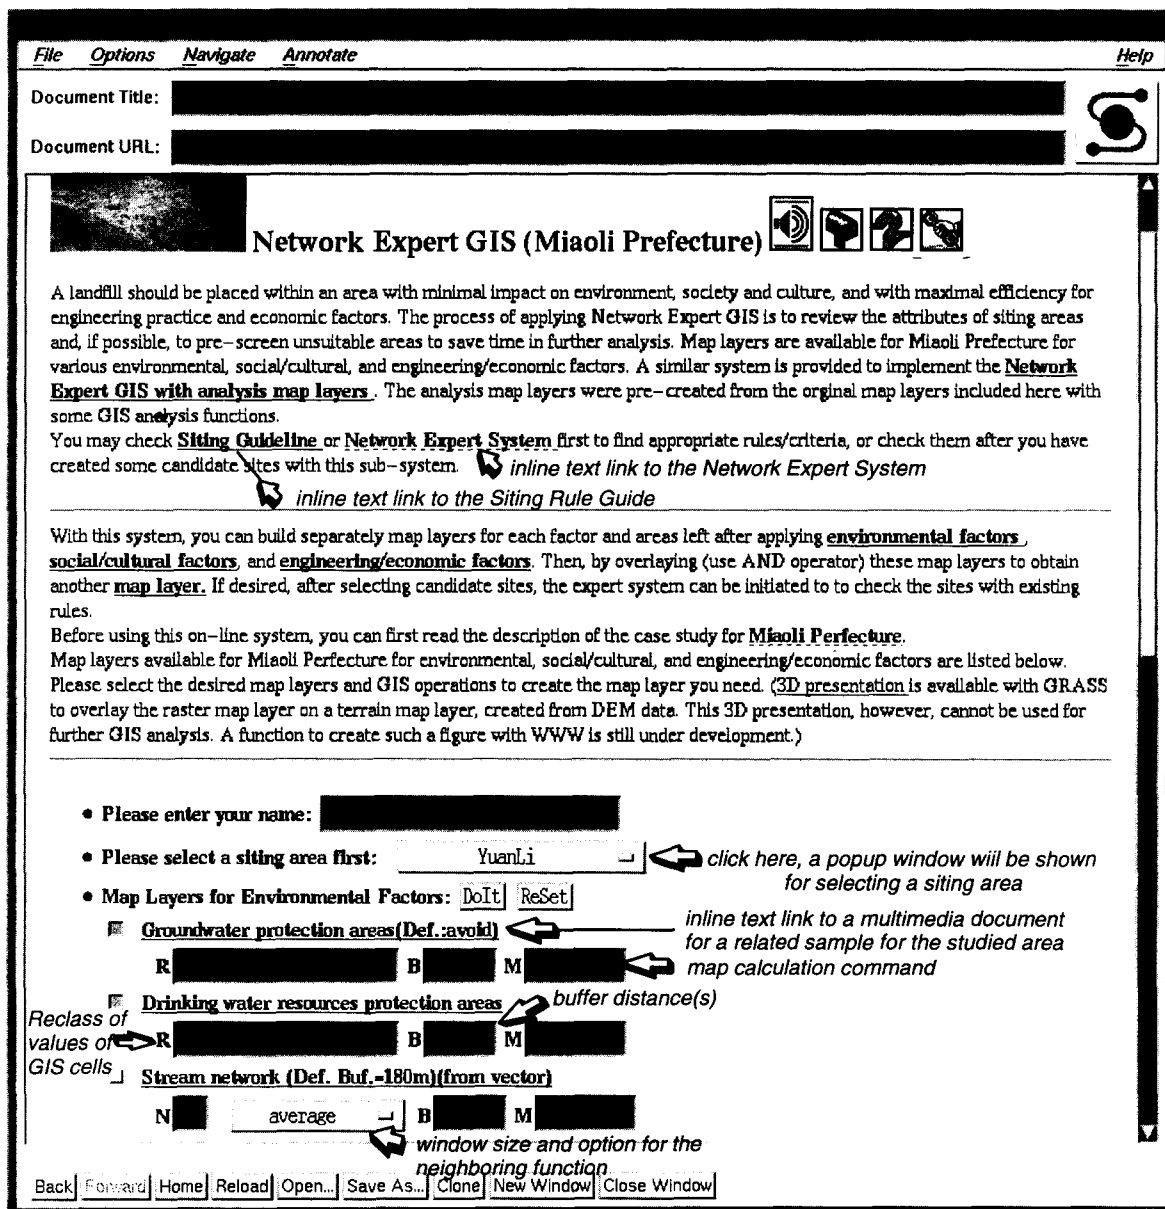 File Options Navigate Annotate Help
Document Title:
Document URL:
Network Expert GIS (Miaoli Prefecture)
A landfill should be placed within an area with minimal impact on environment, society and culture, and with maximal efficiency for
engineering practice and economic factors. The process of applying Network Expert GIS is to review the attributes of siting areas
and, if possible, to pre-screen unsuitable areas to save time in further analysis. Map layers are available for Miaoli Prefecture for
various environmental, social/cultural, and engineering/economic factors. A similar system is provided to implement the Network
Expert GIS with analysis map layers . The analysis map layers were pre-created from the orginal map layers included here with
some GIS analysis functions.
You may check Siting Guideline or Network Expert System first to find appropriate rules/criteria, or check them after you have
created some candidate sites with this sub-system.
inline text link to the Network Expert System
inline text link to the Siting Rule Guide
With this system, you can build separately map layers for each factor and areas left after applying environmental factors ,
social/cultural factors, and engineering/economic factors. Then, by overlaying (use AND operator) these map layers to obtain
another map layer. If desired, after selecting candidate sites, the expert system can be initiated to to check the sites with existing
rules.
Before using this on-line system, you can first read the description of the case study for Miaoli Perfecture.
Map layers available for Miaoli Perfecture for environmental, social/cultural, and engineering/economic factors are listed below.
Please select the desired map layers and GIS operations to create the map layer you need. (3D presentation is available with GRASS
to overlay the raster map layer on a terrain map layer, created from DEM data. This 3D presentation, however, cannot be used for
further GIS analysis. A function to create such a figure with WWW is still under development.)
• Please enter your name:
• Please select a siting area first: YuanLi
click here, a popup window wiil be shown
for selecting a siting area
• Map Layers for Environmental Factors: DoIt ReSet
Groundwater protection areas(Def.:avoid)
inline text link to a multimedia document
for a related sample for the studied area
R B M
map calculation command
Drinking water resources protection areas
buffer distance(s)
Reclass of
values of
GIS cells
R B M
Stream network (Def. Buf.=180m)(from vector)
N average B M
window size and option for the
neighboring function
Back Forward Home Reload Open... Save As... Clone New Window Close Window